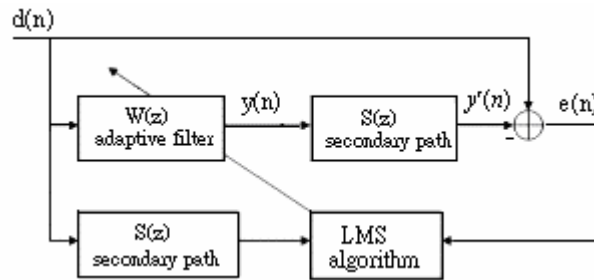 d(n)
W(z)
adaptive filter
y(n)
S(z)
secondary path
y'(n)
-
e(n)
S(z)
secondary path
LMS
algorithm